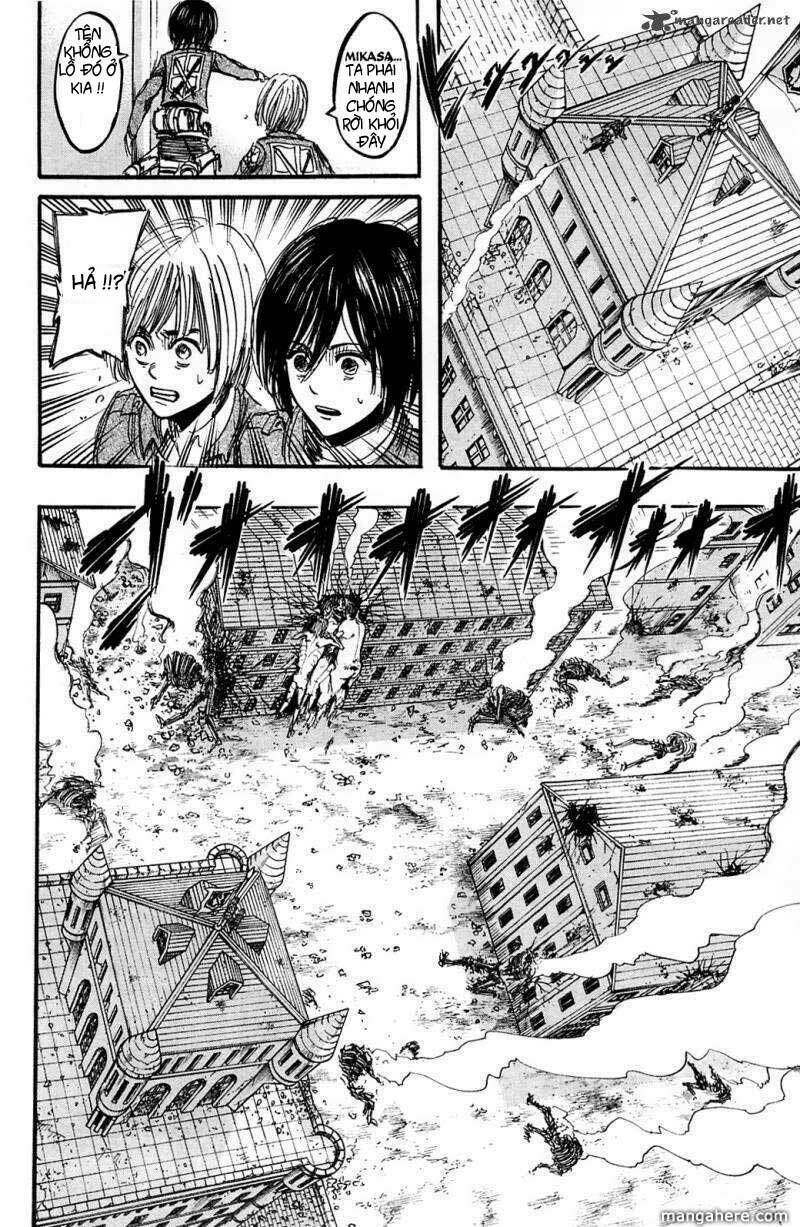 mangareader.net
MIKASA...
TA PHẢI
NHANH
CHÓNG
RỜI KHỎI
ĐÂY
TÊN
KHỔNG
LỒ ĐÓ Ở
KIA !!
HẢ !!?
mangahere.com